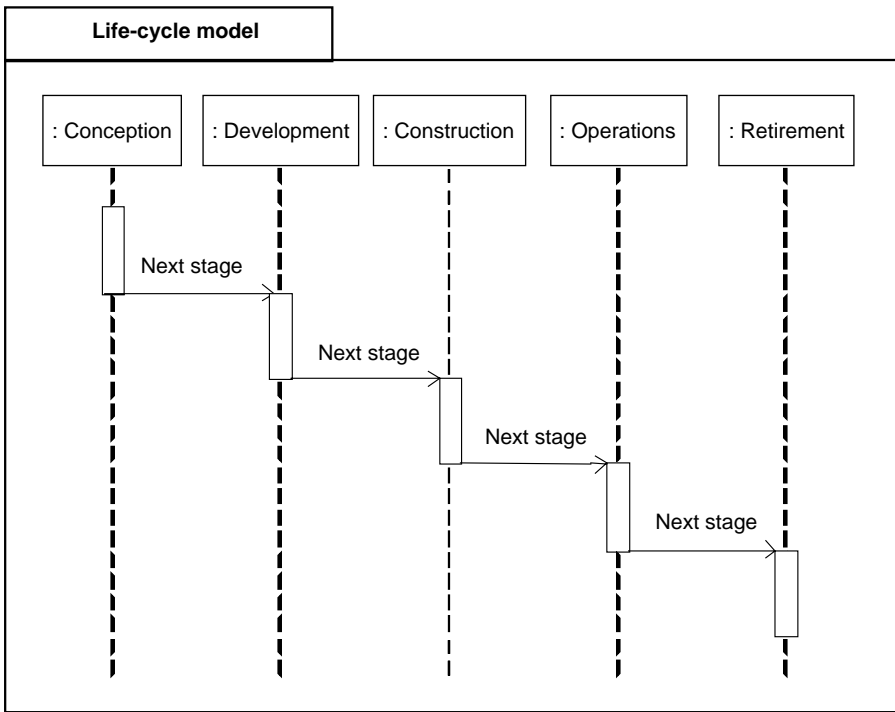 Life-cycle model
: Conception
: Development
: Construction
: Operations
: Retirement
Next stage
Next stage
Next stage
Next stage